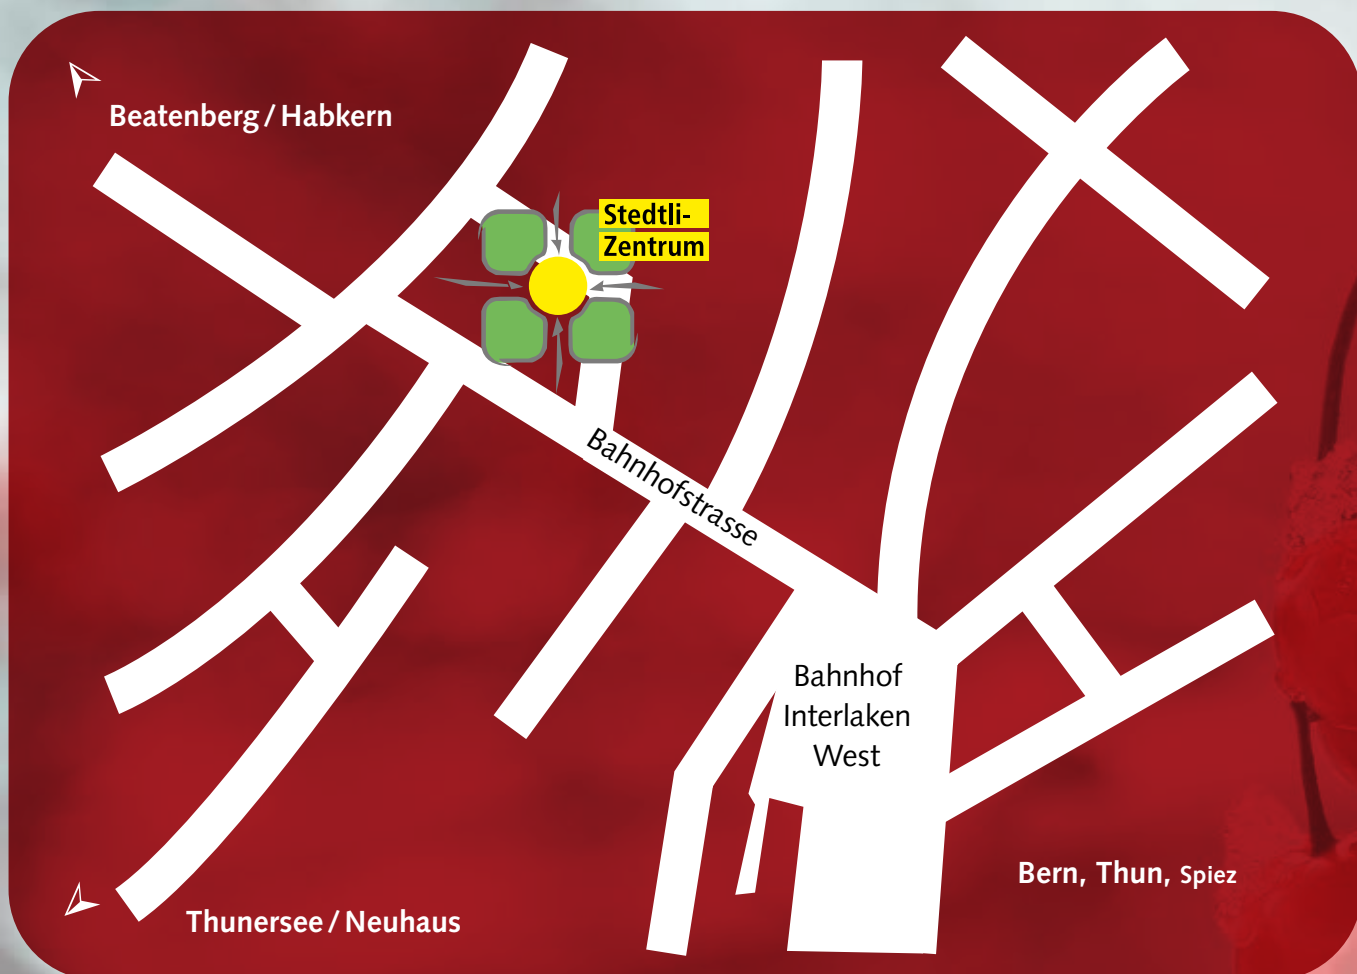 Beatenberg / Habkern
Stedtli-
Zentrum
Bahnhofstrasse
Bahnhof
Interlaken
West
Bern, Thun, Spiez
Thunersee / Neuhaus